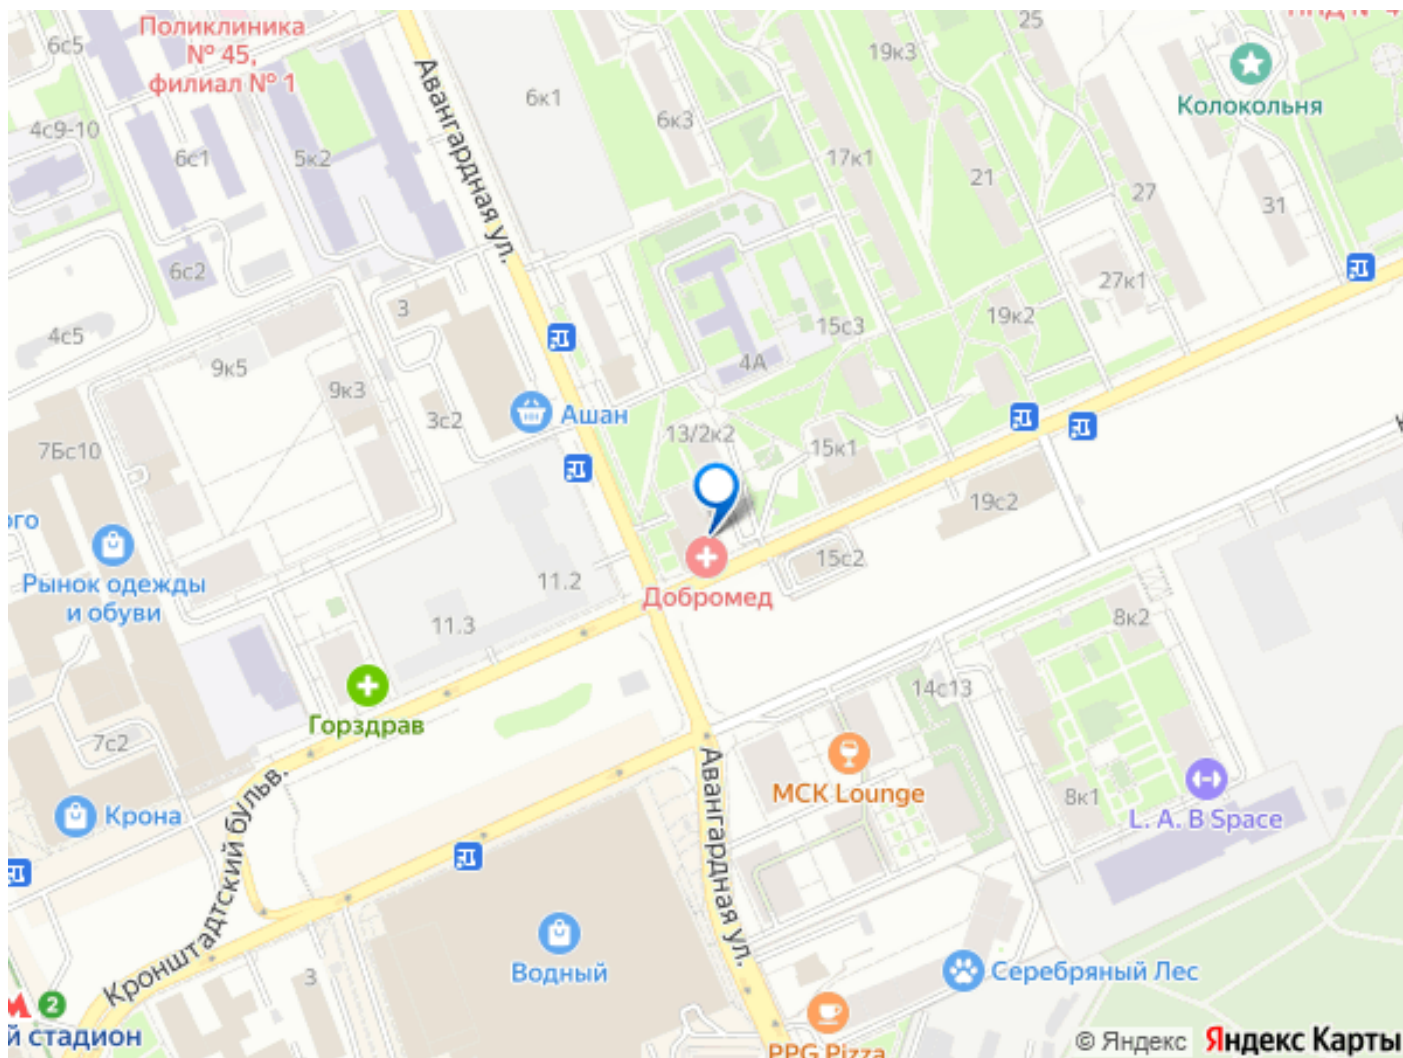 Поликлиника
№ 45,
филиал № 1
6с5
4с9-10
6с1
5к2
6с2
4с5
Авангардная ул.
6к1
6к3
19к3
25
17к1
21
27
31
Колокольня
27к1
19к2
15с3
4А
3
9к5
9к3
3с2
Ашан
13/2к2
15к1
7Бс10
19с2
15с2
Рынок одежды
и обуви
11.2
11.3
Добромед
8к2
14с13
Горздрав
7с2
Крона
Кронштадтский бульв.
Авангардная ул.
МСК Lounge
8к1
L. A. B Space
Водный
3
Серебряный Лес
2
й стадион
PPG Pizza
© Яндекс Яндекс Карты